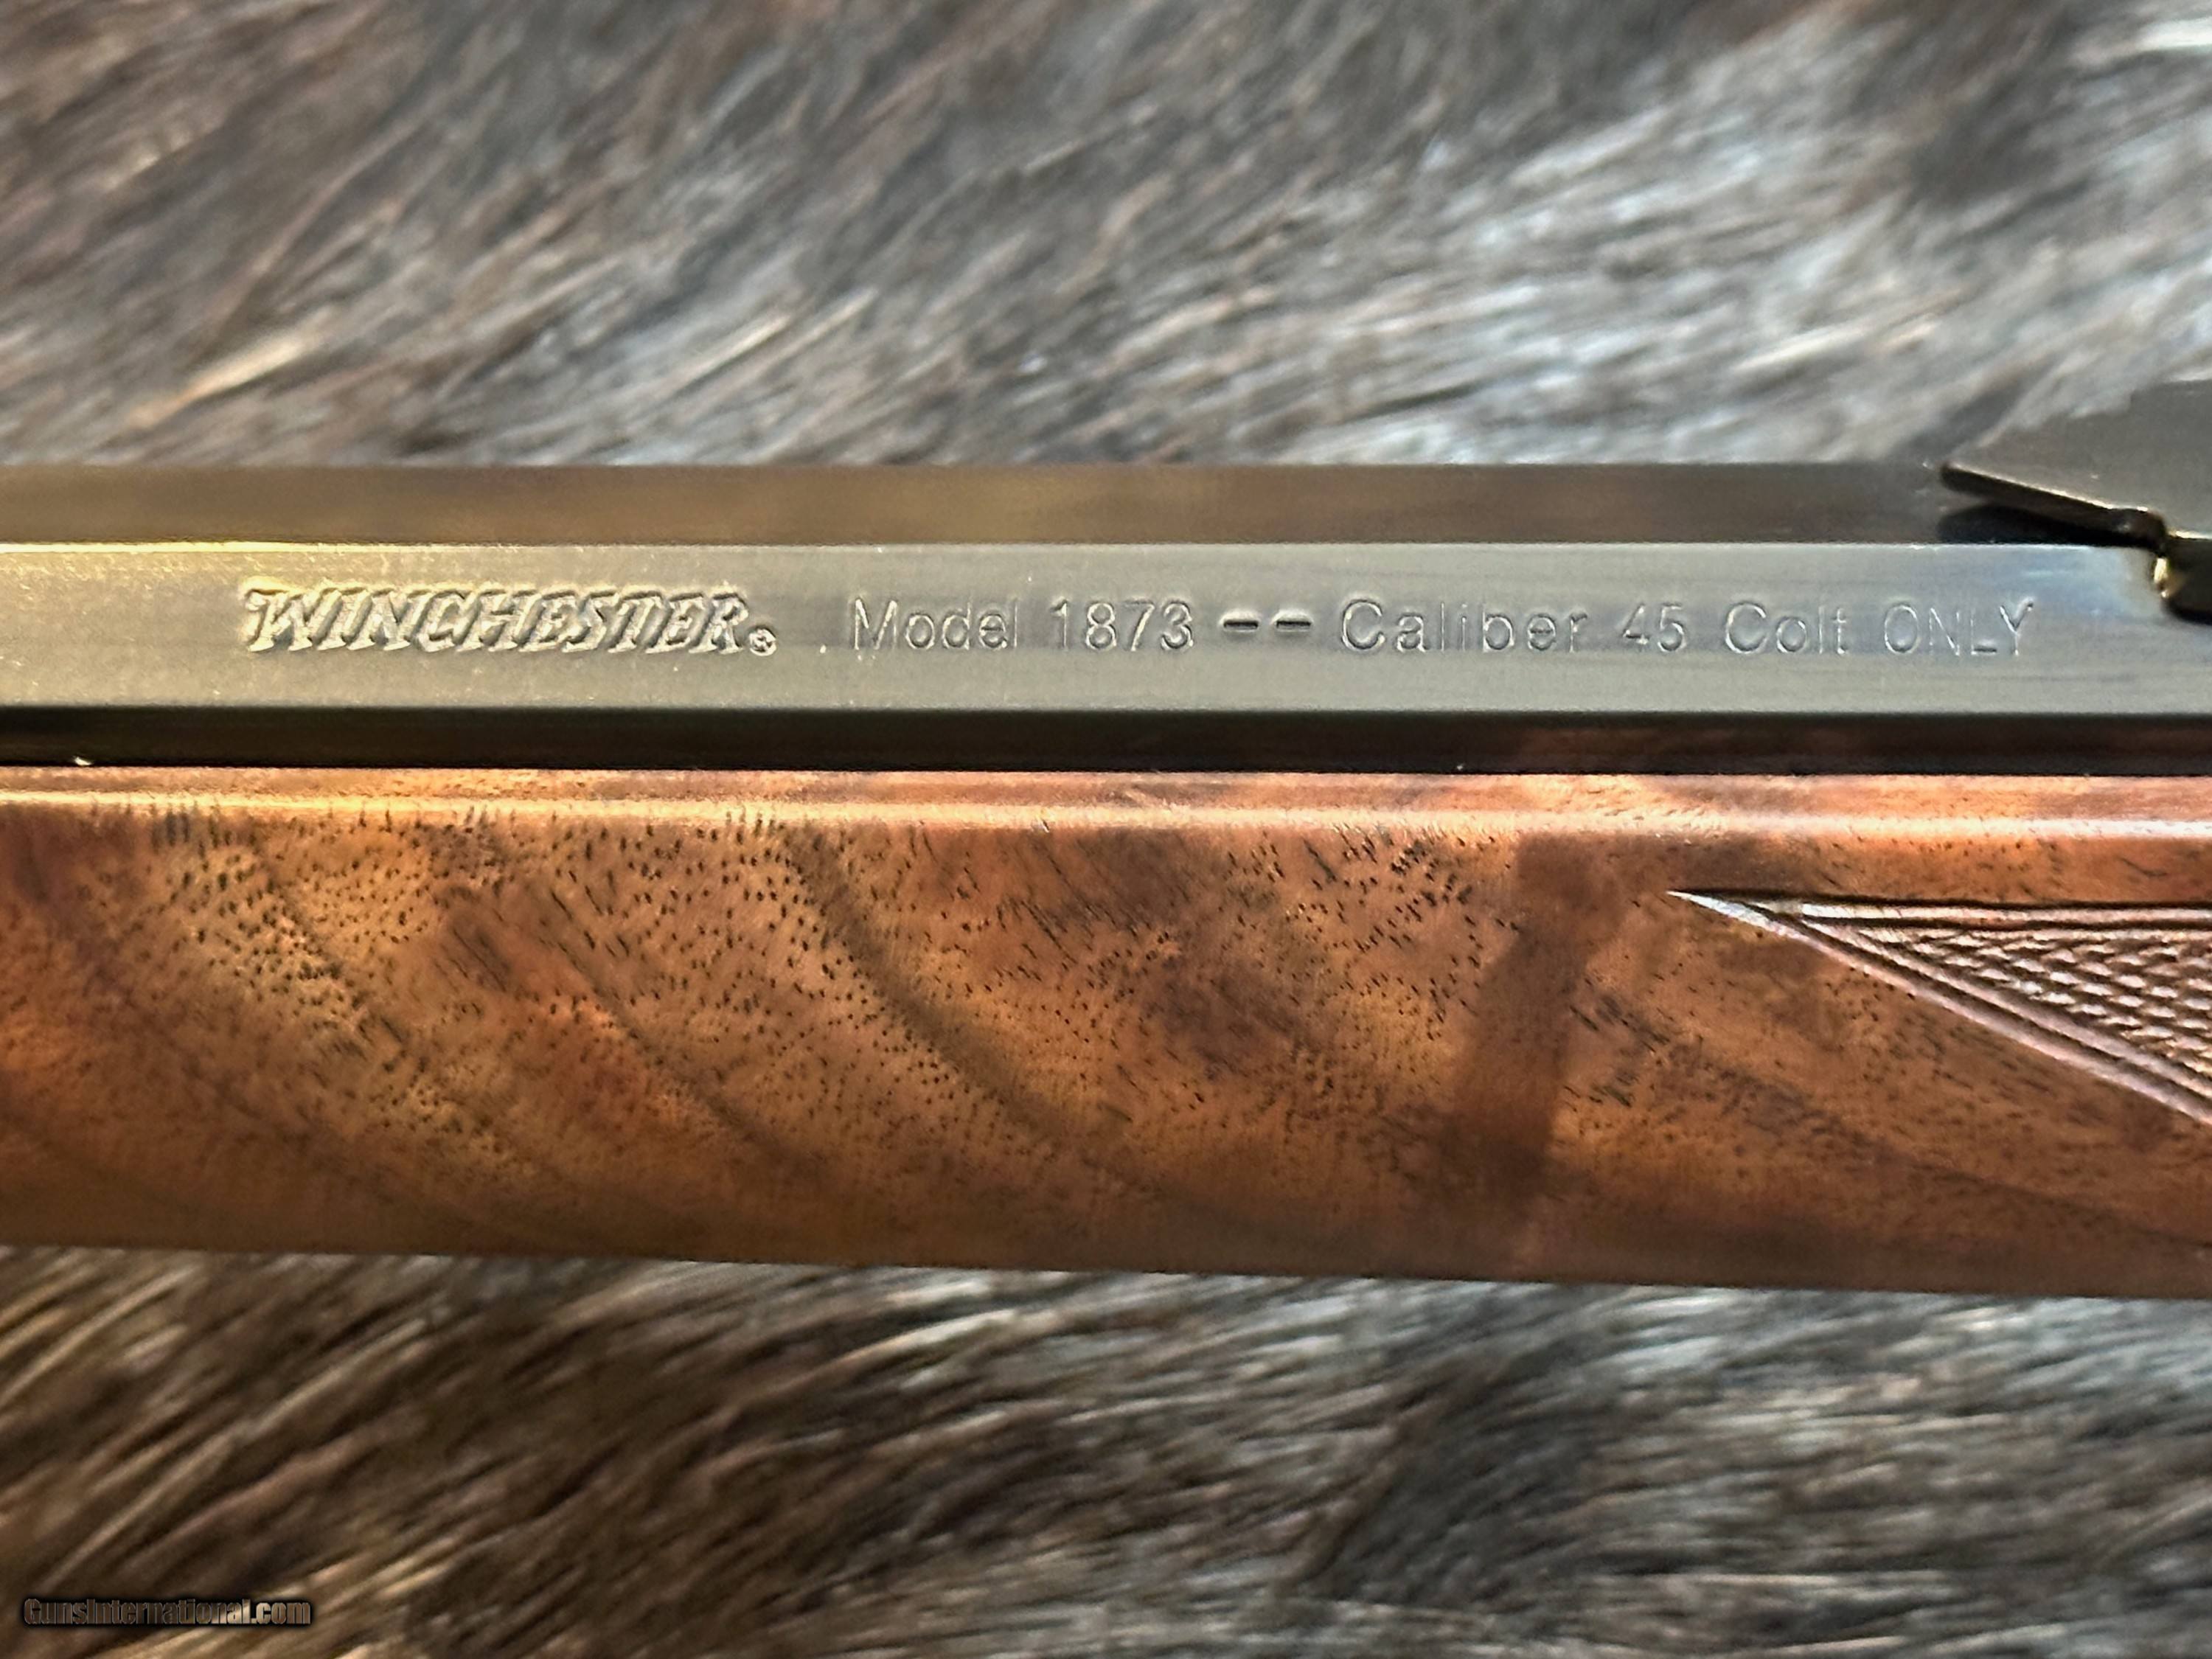 WINCHESTER® Model 1873 -- Caliber 45 Colt ONLY
GunsInternational.com